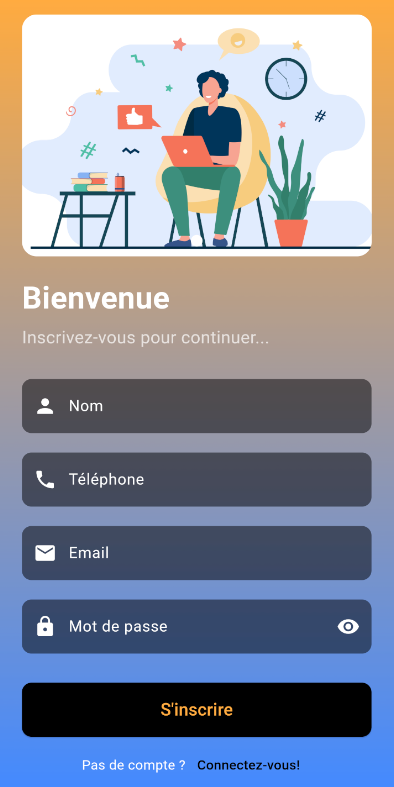 Bienvenue
Inscrivez-vous pour continuer...
Nom
Téléphone
Email
Mot de passe
S'inscrire
Pas de compte ? Connectez-vous!